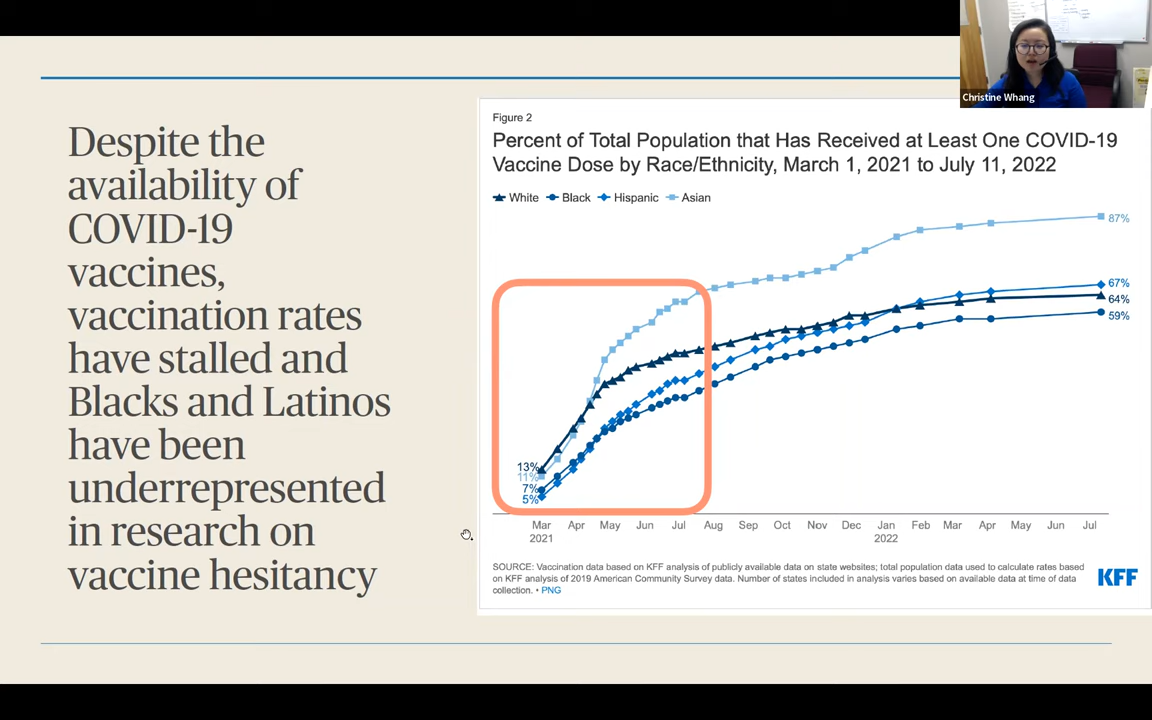 Christine Whang
Despite the
availability of
COVID-19
vaccines,
vaccination rates
have stalled and
Blacks and Latinos
have been
underrepresented
in research on
vaccine hesitancy
Figure 2
Percent of Total Population that Has Received at Least One COVID-19
Vaccine Dose by Race/Ethnicity, March 1, 2021 to July 11, 2022
White Black Hispanic Asian
87%
67%
64%
59%
13%
11%
7%
5%
Mar Apr May Jun Jul Aug Sep Oct Nov Dec Jan Feb Mar Apr May Jun Jul
2021 2022
SOURCE: Vaccination data based on KFF analysis of publicly available data on state websites; total population data used to calculate rates based
on KFF analysis of 2019 American Community Survey data. Number of states included in analysis varies based on available data at time of data
collection. • PNG
KFF